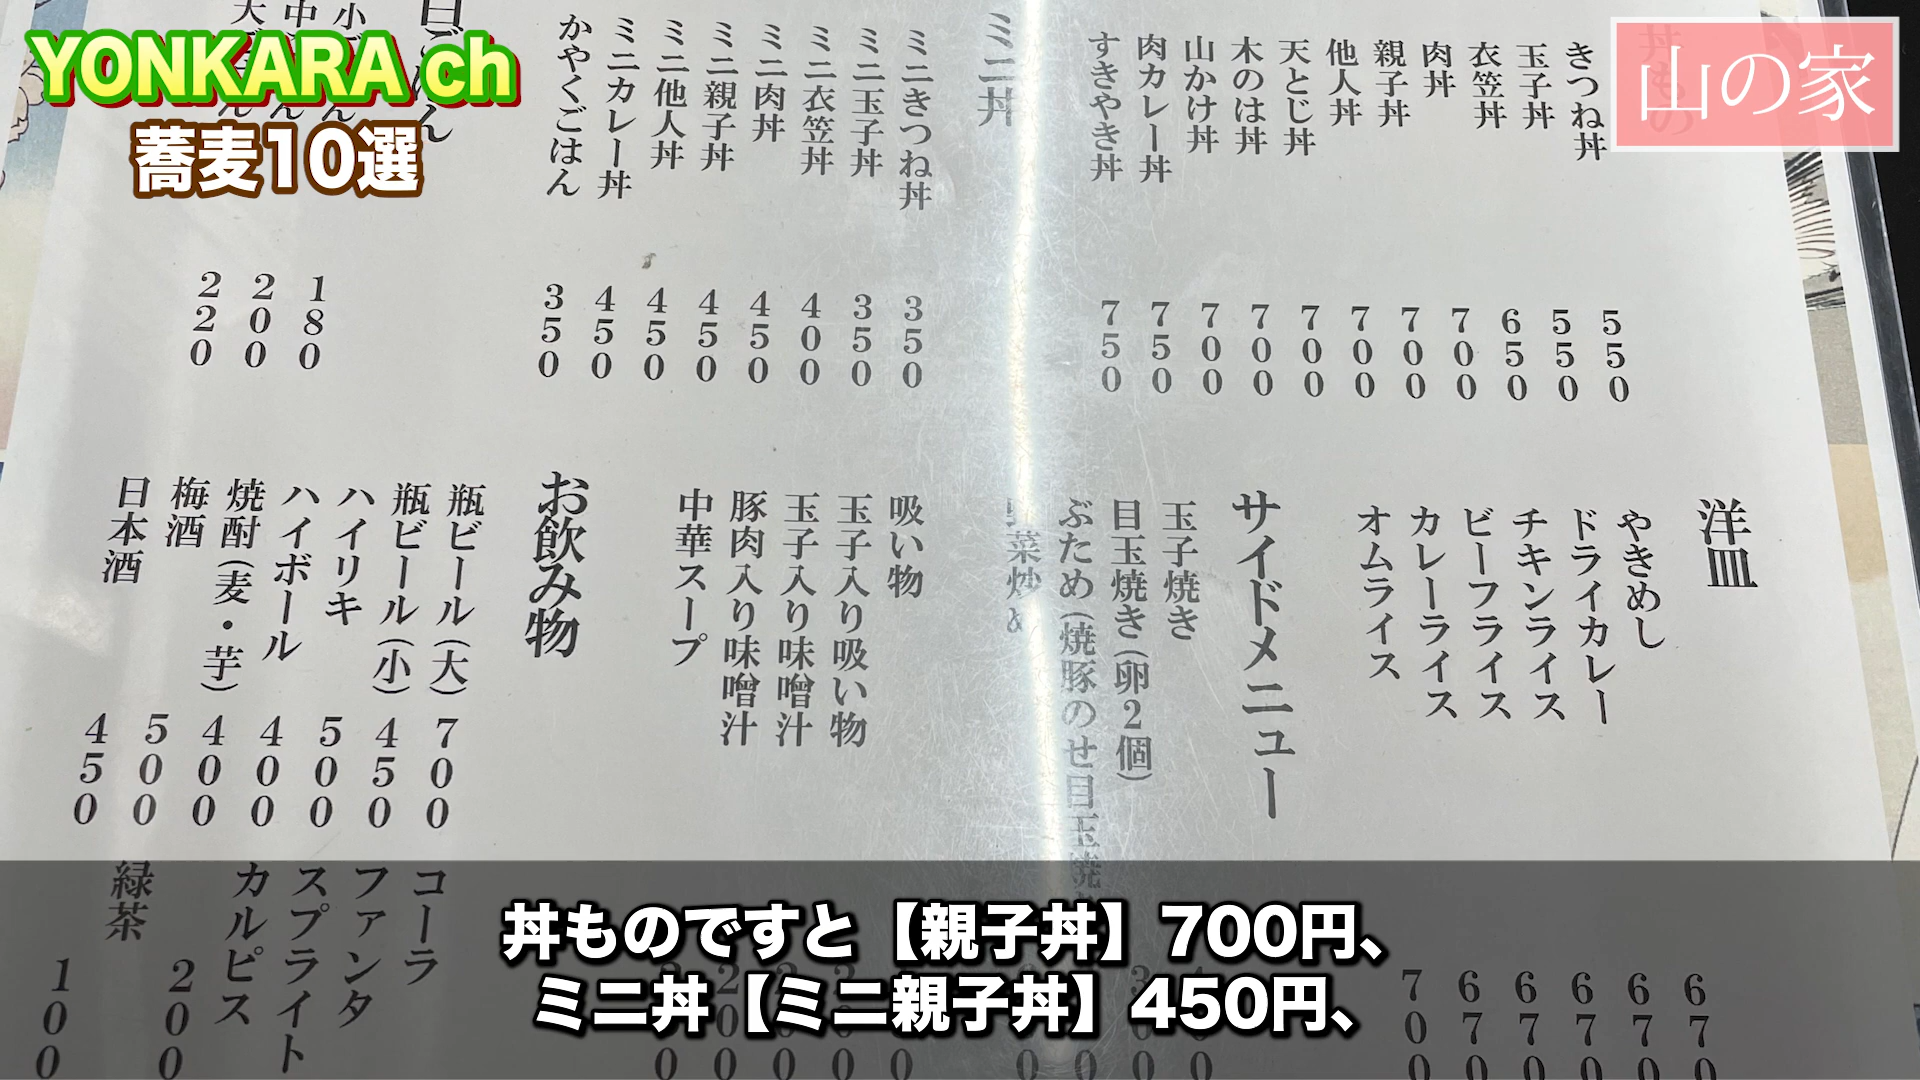 YONKARA ch
蕎麦10選
山の家
丼もの
きつね丼 550
玉子丼 550
衣笠丼 650
肉丼 700
親子丼 700
他人丼 700
天とじ丼 700
木のは丼 700
山かけ丼 700
肉カレー丼 750
すきやき丼 750
ミニ丼
ミニきつね丼 350
ミニ玉子丼 350
ミニ衣笠丼 400
ミニ肉丼 450
ミニ親子丼 450
ミニ他人丼 450
ミニカレー丼 450
かやくごはん 350
180
200
220
洋皿
やきめし 670
ドライカレー 670
チキンライス 670
ビーフライス 670
カレーライス 670
オムライス 700
サイドメニュー
玉子焼き
目玉焼き(卵2個)
ぶため(焼豚のせ目玉焼
菜炒め
吸い物
玉子入り吸い物
玉子入り味噌汁
豚肉入り味噌汁
中華スープ
お飲み物
瓶ビール(大) 700
瓶ビール(小) 450
ハイリキ 500
ハイボール 400
焼酎(麦・芋) 400
梅酒 500
日本酒 450
コーラ
ファンタ
スプライト
カルピス
200
緑茶
100
丼ものですと【親子丼】700円、
ミニ丼【ミニ親子丼】450円、